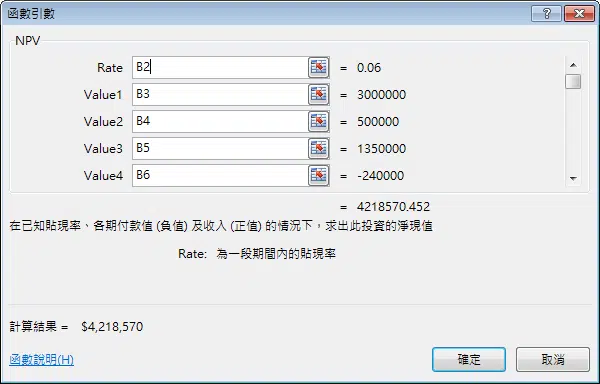 函數引數
NPV
Rate B2 = 0.06
Value1 B3 = 3000000
Value2 B4 = 500000
Value3 B5 = 1350000
Value4 B6 = -240000
= 4218570.452
在已知貼現率、各期付款值 (負值) 及收入 (正值) 的情況下，求出此投資的淨現值
Rate: 為一段期間內的貼現率
計算結果 = $4,218,570
函數說明(H) 確定 取消